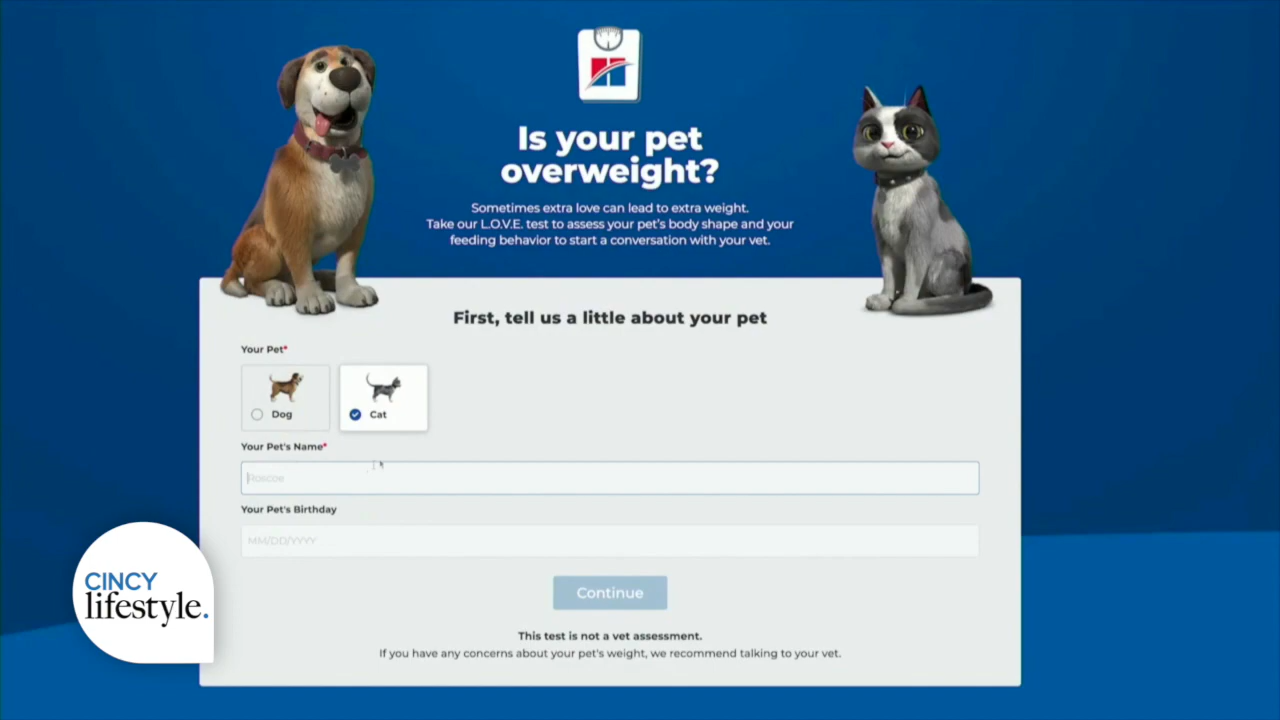 Is your pet
overweight?
Sometimes extra love can lead to extra weight.
Take our L.O.V.E. test to assess your pet's body shape and your
feeding behavior to start a conversation with your vet.
First, tell us a little about your pet
Your Pet*
Dog
Cat
Your Pet's Name*
Roscoe
Your Pet's Birthday
MM/DD/YYYY
Continue
This test is not a vet assessment.
If you have any concerns about your pet's weight, we recommend talking to your vet.
CINCY
lifestyle.